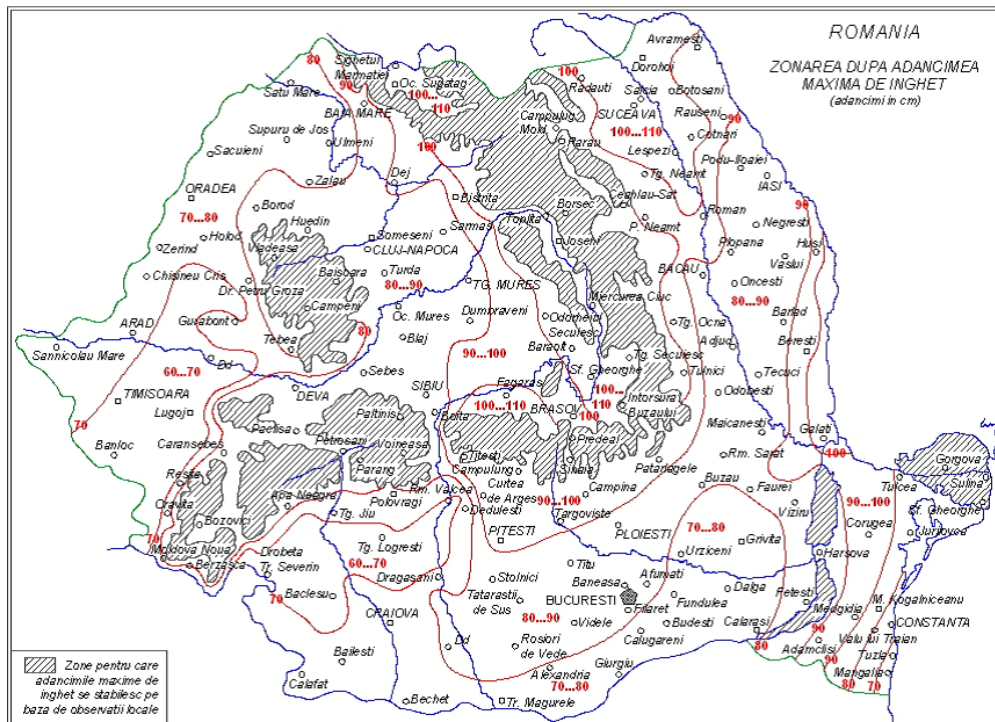 ROMANIA
ZONAREA DUPA ADANCIMEA
MAXIMA DE INGHET
(adancimi in cm)
Avramesti
Dorohoi
80
Sighetul
Marmatiei
90
Oc. Sugatag
100...
110
100
Radauti
Satu Mare
BAIA MARE
Salcia
SUCEAVA
Botosani
Rauseni
90
Supuru de Jos
Ulmeni
Campulug
Mold.
Rarau
100...110
Cotnari
Sacuieni
100
Lespezi
Podu-Iloaiei
Zalau
Dej
Tg. Neamt
IASI
ORADEA
Bistrita
Ceahlau-Sat
70...80
Borod
Borsec
Roman
90
Huedin
Someseni
Sarmas
Toplita
P. Neamt
Negresti
Holod
Zerind
Vladeasa
CLUJ-NAPOCA
Joseni
Plopana
Husi
Chisineu Cris
Baisoara
Turda
BACAU
Vaslui
Dr. Petru Groza
80...90
TG. MURES
Oncesti
Campeni
Miercurea Ciuc
80...90
Gurabont
Oc. Mures
Dumbraveni
Odorheiul
Secuiesc
Tg. Ocna
Barlad
ARAD
80
Tebea
Blaj
Baraolt
Adjud
Beresti
Sannicolau Mare
90...100
Tg. Secuiesc
60...70
Dd
Sebes
Sf. Gheorghe
Tulnici
Tecuci
TIMISOARA
DEVA
SIBIU
Fagaras
100...
110
Odobesti
Lugoj
Paltinis
Boita
100...110
BRASOV
100
Intorsura
Buzaului
70
Paclisa
Maicanesti
Galati
Banloc
Caransebes
Petrosani
Voineasa
Predeal
100
Resita
Parang
Titesti
Campulung
Sinaia
Patarlagele
Rm. Sarat
Gorgova
Oravita
Apa Neagra
Polovragi
Rm. Valcea
Curtea
de Arges
90...100
Campina
Buzau
Faurei
90...100
Tulcea
Sulina
Bozovici
Tg. Jiu
Dedulesti
Targoviste
Viziru
Corugea
Sf. Gheorghe
70
Moldova Noua
Drobeta
Tr. Severin
Tg. Logresti
PITESTI
PLOIESTI
70...80
Grivita
Jurilovca
Berzasca
60...70
Urziceni
Harsova
Dragasani
Stolnici
Titu
Afumati
Baneasa
Dalga
Fetesti
70
Baclesu
Tatarastii
de Sus
BUCURESTI
Fundulea
Medgidia
M. Kogalniceanu
CRAIOVA
80...90
Filaret
Videle
Budesti
Calarasi
90
CONSTANTA
Calugareni
Valu lui Traian
Dd
Rosiori
de Vede
80
Adamclisi
90
Tuzla
Bailesti
Alexandria
Giurgiu
Mangalia
70...80
80
70
Calafat
Bechet
Tr. Magurele
Zone pentru care
adancimile maxime de
inghet se stabilesc pe
baza de observatii locale